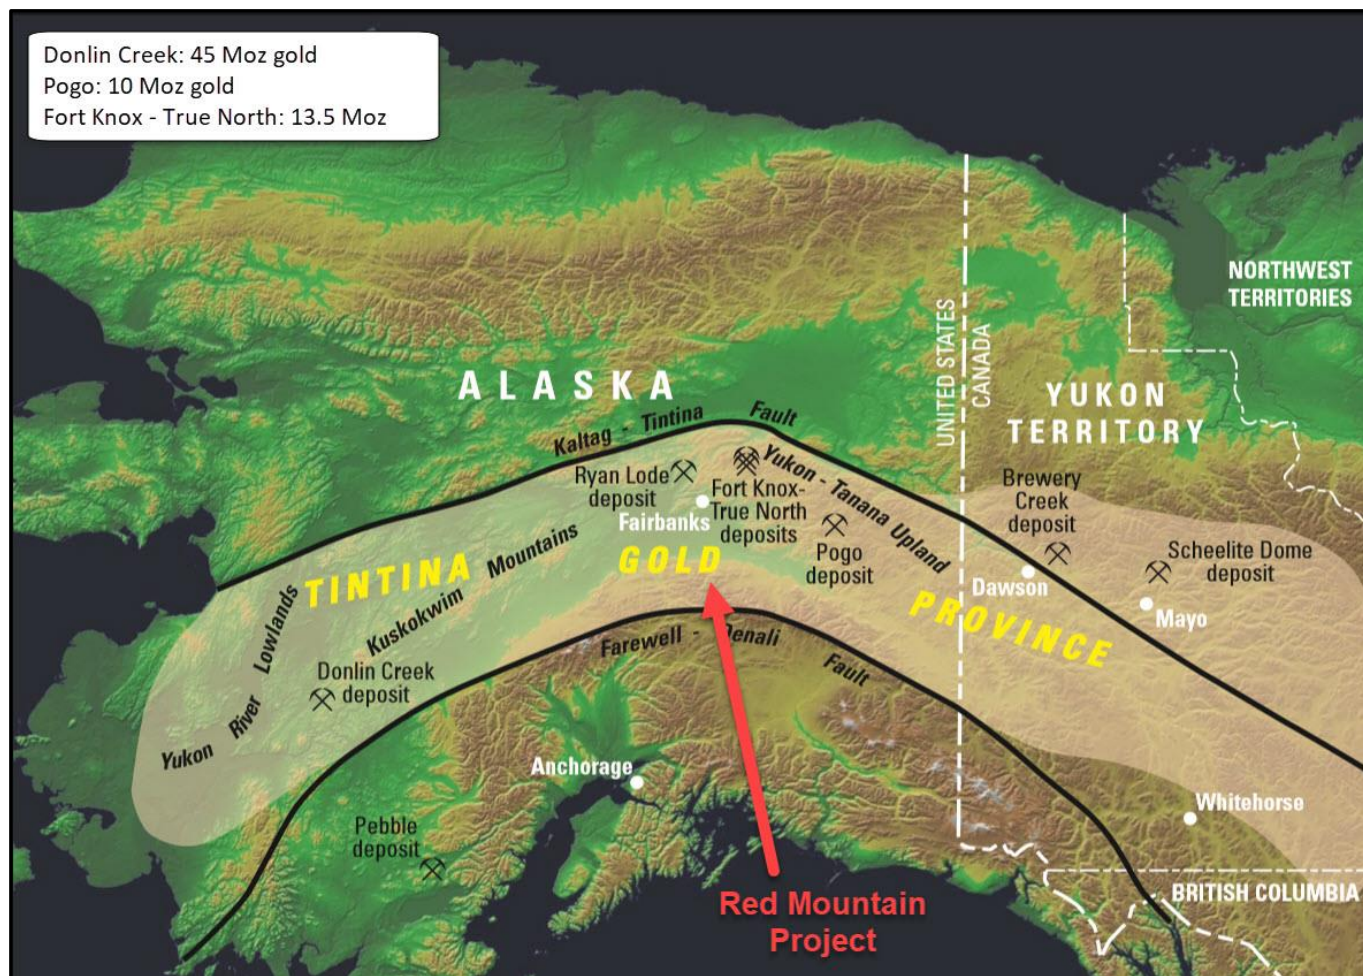 Donlin Creek: 45 Moz gold
Pogo: 10 Moz gold
Fort Knox - True North: 13.5 Moz
NORTHWEST
TERRITORIES
UNITED STATES
CANADA
ALASKA
YUKON
TERRITORY
Kaltag - Tintina Fault
Ryan Lode
deposit
Fort Knox-
True North
deposits
Fairbanks
Yukon - Tanana Upland
Pogo
deposit
Brewery
Creek
deposit
Scheelite Dome
deposit
Dawson
Mayo
TINTINA GOLD PROVINCE
Kuskokwim Mountains
Yukon River Lowlands
Donlin Creek
deposit
Farewell - Denali Fault
Anchorage
Whitehorse
Pebble
deposit
BRITISH COLUMBIA
Red Mountain
Project